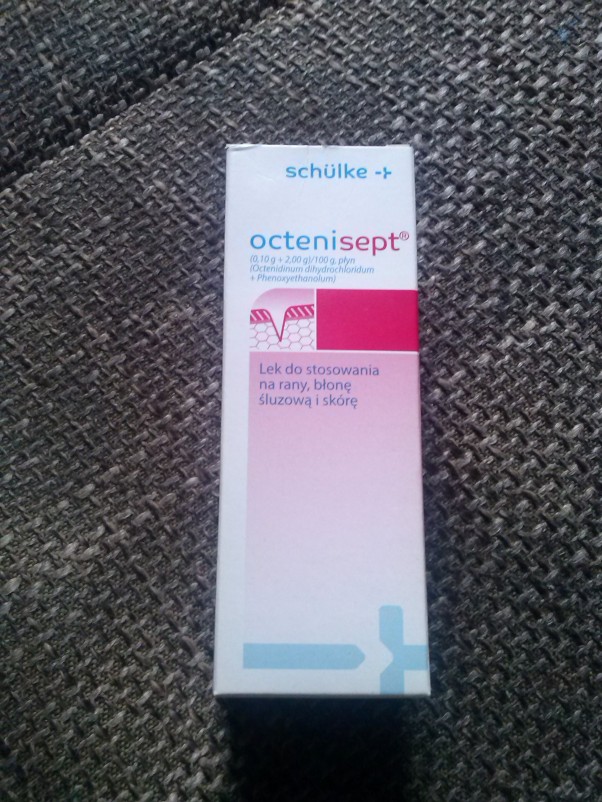 schülke
octenisept®
(0,10 g + 2,00 g)/100 g, płyn
(Octenidinum dihydrochloridum
+ Phenoxyethanolum)
Lek do stosowania
na rany, błonę
śluzową i skórę